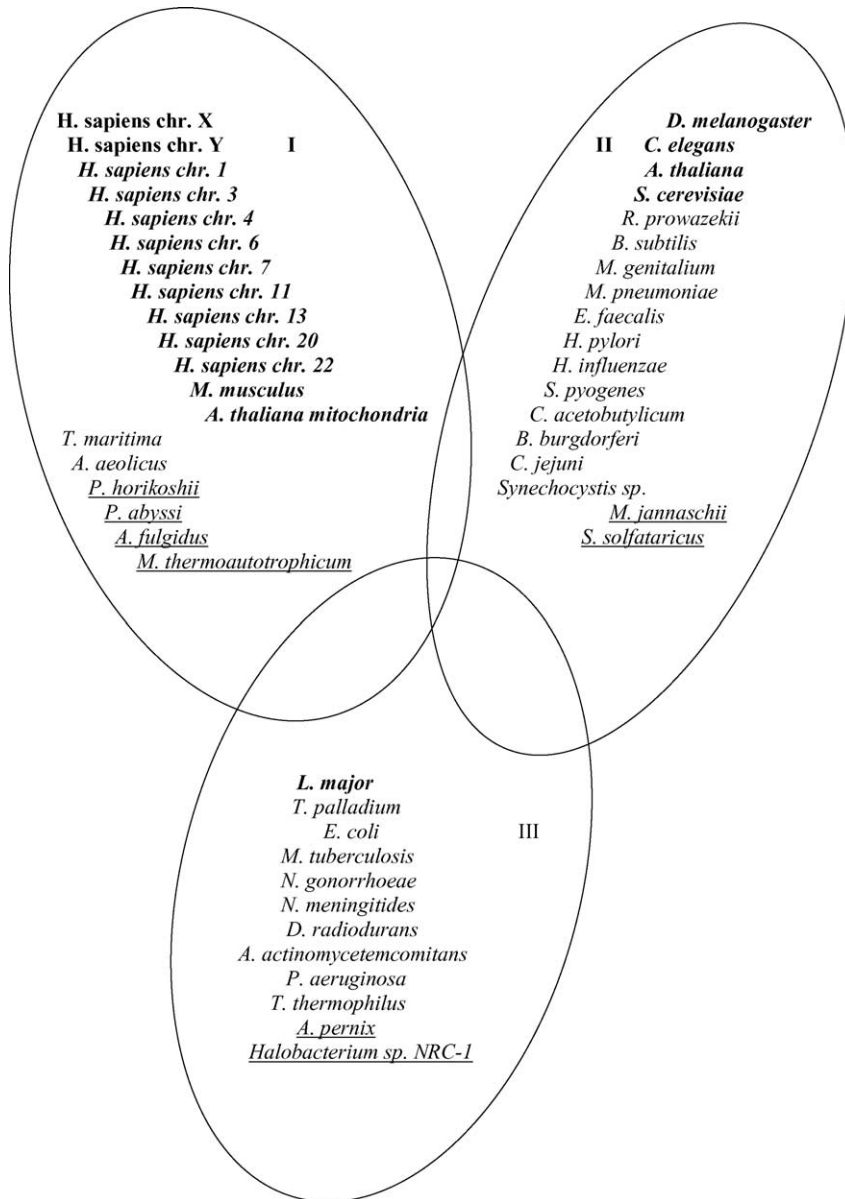 H. sapiens chr. X
H. sapiens chr. Y
I
H. sapiens chr. 1
H. sapiens chr. 3
H. sapiens chr. 4
H. sapiens chr. 6
H. sapiens chr. 7
H. sapiens chr. 11
H. sapiens chr. 13
H. sapiens chr. 20
H. sapiens chr. 22
M. musculus
A. thaliana mitochondria
T. maritima
A. aeolicus
P. horikoshii
P. abyssi
A. fulgidus
M. thermoautotrophicum
D. melanogaster
II
C. elegans
A. thaliana
S. cerevisiae
R. prowazekii
B. subtilis
M. genitalium
M. pneumoniae
E. faecalis
H. pylori
H. influenzae
S. pyogenes
C. acetobutylicum
B. burgdorferi
C. jejuni
Synechocystis sp.
M. jannaschii
S. solfataricus
L. major
T. palladium
E. coli
III
M. tuberculosis
N. gonorrhoeae
N. meningitides
D. radiodurans
A. actinomycetemcomitans
P. aeruginosa
T. thermophilus
A. pernix
Halobacterium sp. NRC-1